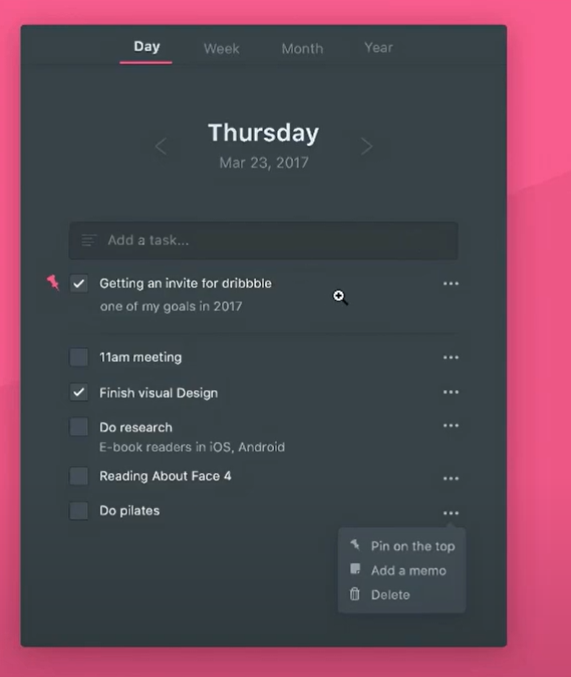 Day Week Month Year
Thursday
Mar 23, 2017
Add a task...
Getting an invite for dribbble
one of my goals in 2017
11am meeting
Finish visual Design
Do research
E-book readers in iOS, Android
Reading About Face 4
Do pilates
Pin on the top
Add a memo
Delete